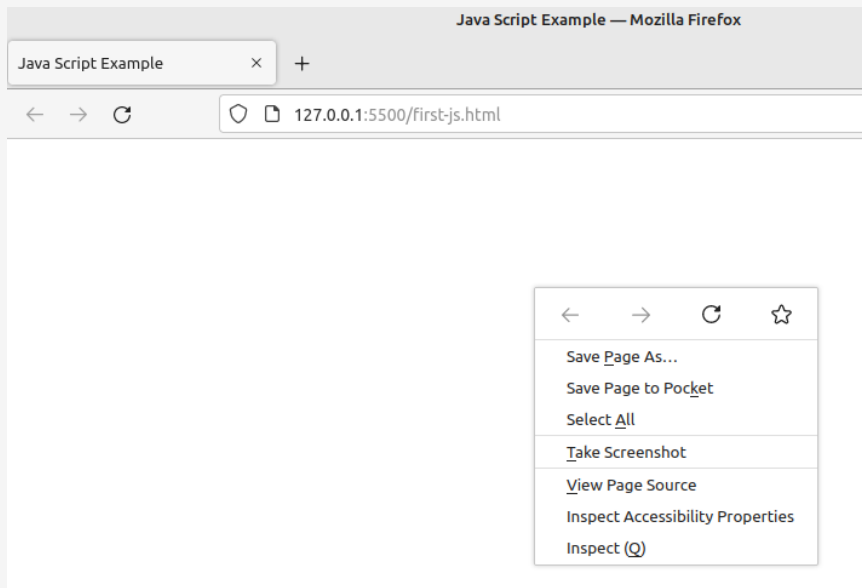 Java Script Example — Mozilla Firefox
Java Script Example
127.0.0.1:5500/first-js.html
Save Page As…
Save Page to Pocket
Select All
Take Screenshot
View Page Source
Inspect Accessibility Properties
Inspect (Q)